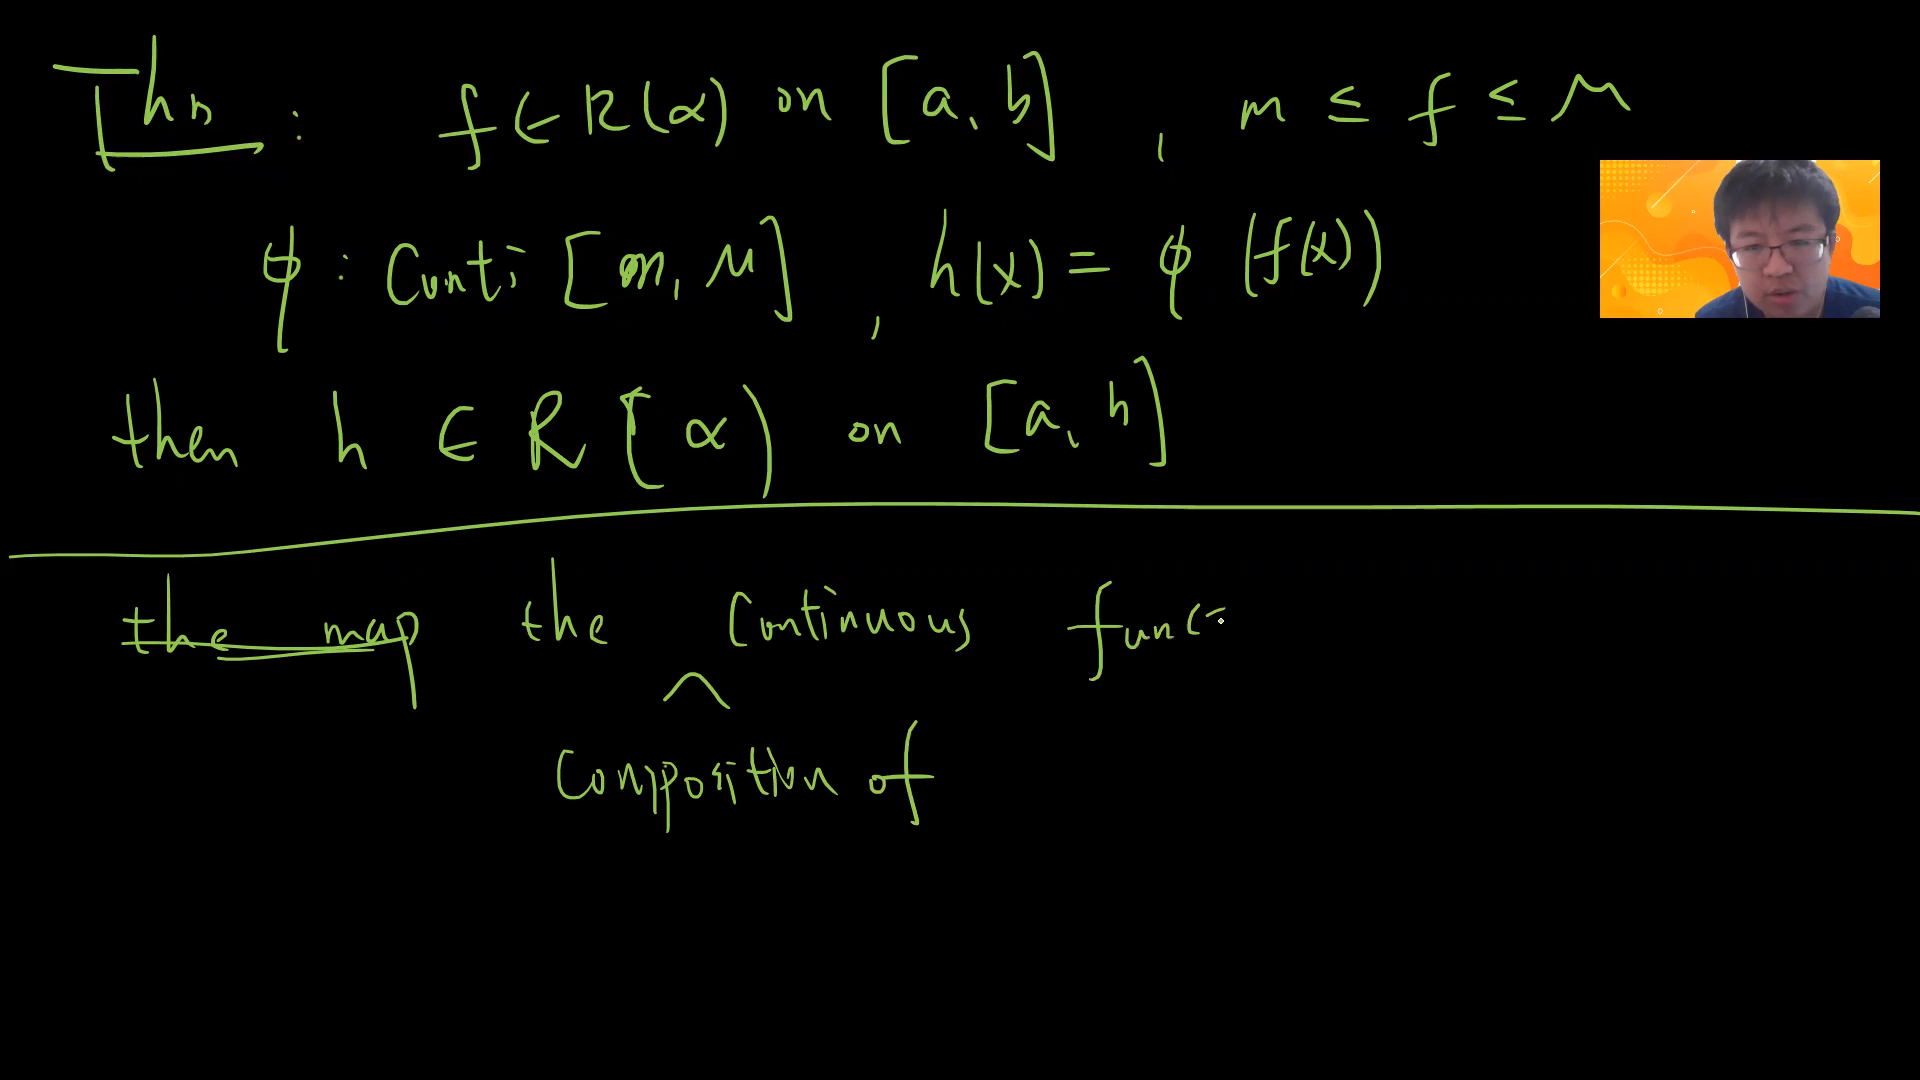 Thm : f ∈ R(α) on [a, b] , m ≤ f ≤ M
φ : Conti [m, M] , h(x) = φ (f(x))
then h ∈ R(α) on [a, b]
the map the continuous func
^
composition of